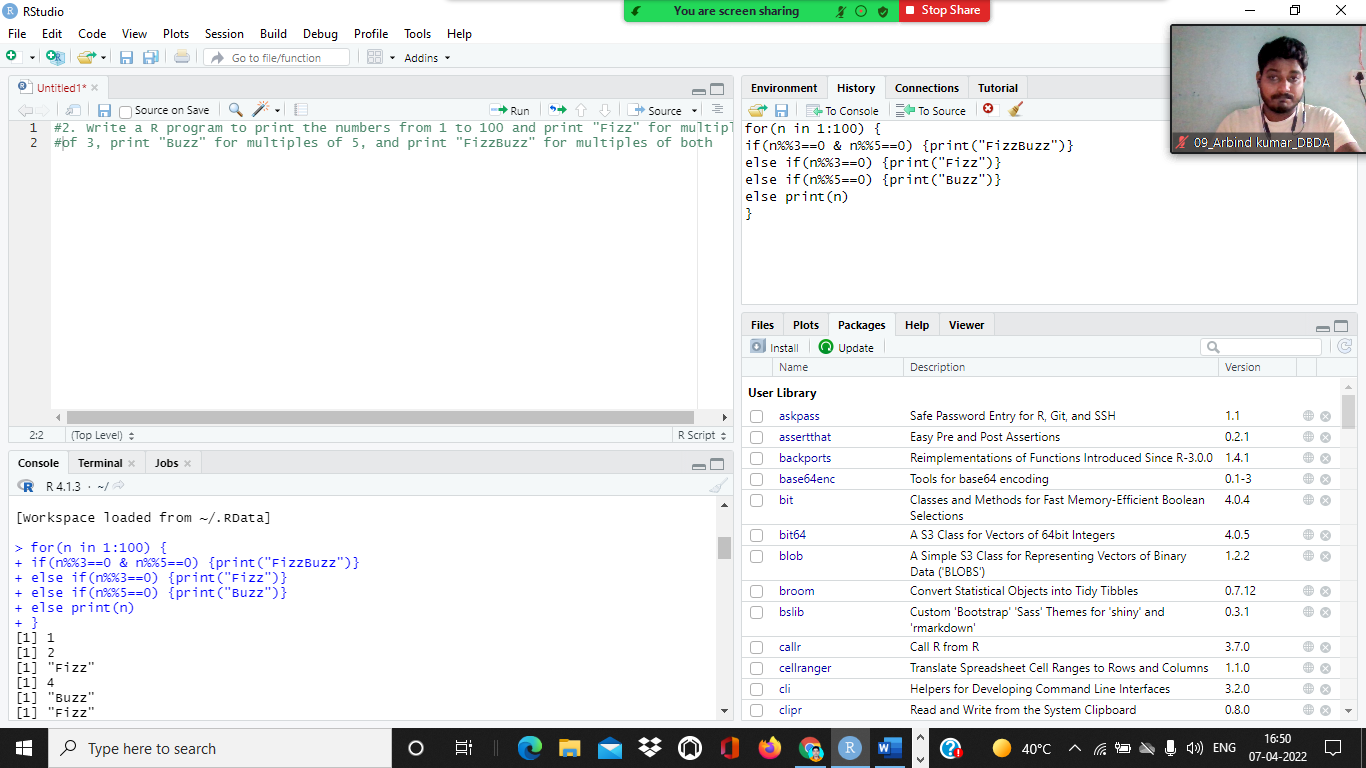 RStudio
You are screen sharing
Stop Share
File Edit Code View Plots Session Build Debug Profile Tools Help
Go to file/function
Addins
Untitled1*
Source on Save
Run
Source
1 #2. Write a R program to print the numbers from 1 to 100 and print "Fizz" for multipl
2 #of 3, print "Buzz" for multiples of 5, and print "FizzBuzz" for multiples of both
2:2
(Top Level)
R Script
Console Terminal Jobs
R 4.1.3 · ~/
[Workspace loaded from ~/.RData]
> for(n in 1:100) {
+ if(n%%3==0 & n%%5==0) {print("FizzBuzz")}
+ else if(n%%3==0) {print("Fizz")}
+ else if(n%%5==0) {print("Buzz")}
+ else print(n)
+ }
[1] 1
[1] 2
[1] "Fizz"
[1] 4
[1] "Buzz"
[1] "Fizz"
Environment History Connections Tutorial
To Console
To Source
for(n in 1:100) {
if(n%%3==0 & n%%5==0) {print("FizzBuzz")}
else if(n%%3==0) {print("Fizz")}
else if(n%%5==0) {print("Buzz")}
else print(n)
}
09_Arbind kumar_DBDA
Files Plots Packages Help Viewer
Install
Update
Name Description Version
User Library
askpass Safe Password Entry for R, Git, and SSH 1.1
assertthat Easy Pre and Post Assertions 0.2.1
backports Reimplementations of Functions Introduced Since R-3.0.0 1.4.1
base64enc Tools for base64 encoding 0.1-3
bit Classes and Methods for Fast Memory-Efficient Boolean 4.0.4
Selections
bit64 A S3 Class for Vectors of 64bit Integers 4.0.5
blob A Simple S3 Class for Representing Vectors of Binary 1.2.2
Data ('BLOBS')
broom Convert Statistical Objects into Tidy Tibbles 0.7.12
bslib Custom 'Bootstrap' 'Sass' Themes for 'shiny' and 0.3.1
'rmarkdown'
callr Call R from R 3.7.0
cellranger Translate Spreadsheet Cell Ranges to Rows and Columns 1.1.0
cli Helpers for Developing Command Line Interfaces 3.2.0
clipr Read and Write from the System Clipboard 0.8.0
Type here to search
40°C
ENG
16:50
07-04-2022